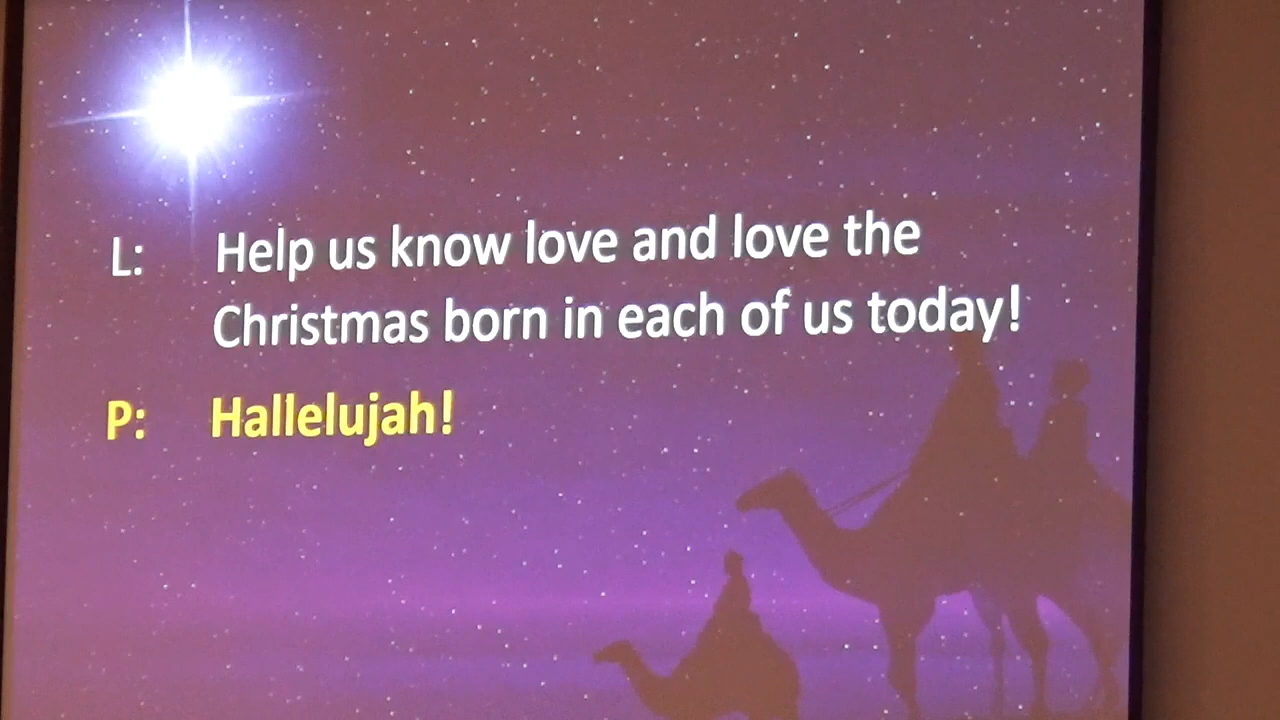 L: Help us know love and love the
Christmas born in each of us today!
P: Hallelujah!